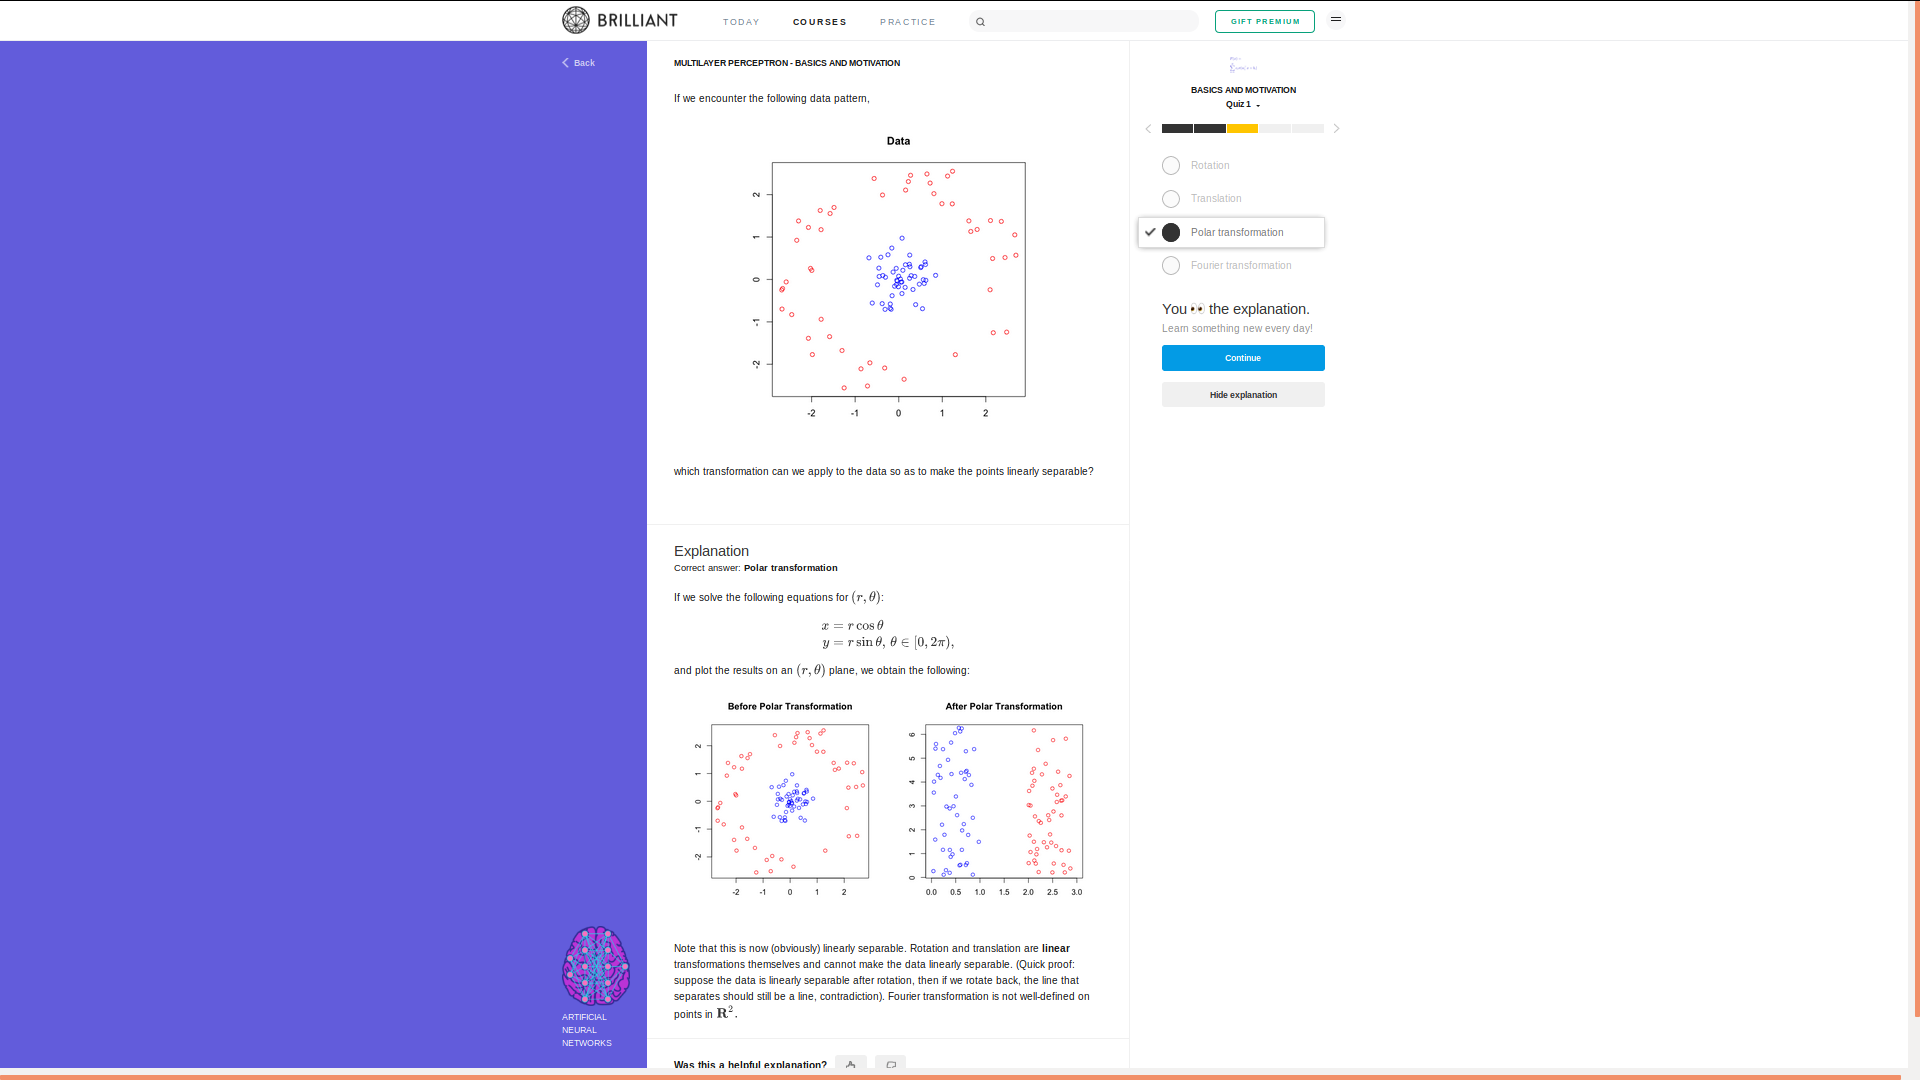 BRILLIANT
TODAY
COURSES
PRACTICE
GIFT PREMIUM
Back
MULTILAYER PERCEPTRON - BASICS AND MOTIVATION
If we encounter the following data pattern,
Data
2
1
0
-1
-2
-2 -1 0 1 2
which transformation can we apply to the data so as to make the points linearly separable?
Explanation
Correct answer: Polar transformation
If we solve the following equations for (r, θ):
x = r cos θ
y = r sin θ, θ ∈ [0, 2π),
and plot the results on an (r, θ) plane, we obtain the following:
Before Polar Transformation
2
1
0
-1
-2
-2 -1 0 1 2
After Polar Transformation
6
5
4
3
2
1
0
0.0 0.5 1.0 1.5 2.0 2.5 3.0
Note that this is now (obviously) linearly separable. Rotation and translation are linear
transformations themselves and cannot make the data linearly separable. (Quick proof:
suppose the data is linearly separable after rotation, then if we rotate back, the line that
separates should still be a line, contradiction). Fourier transformation is not well-defined on
points in R².
Was this a helpful explanation?
BASICS AND MOTIVATION
Quiz 1
Rotation
Translation
Polar transformation
Fourier transformation
You 👀 the explanation.
Learn something new every day!
Continue
Hide explanation
ARTIFICIAL
NEURAL
NETWORKS